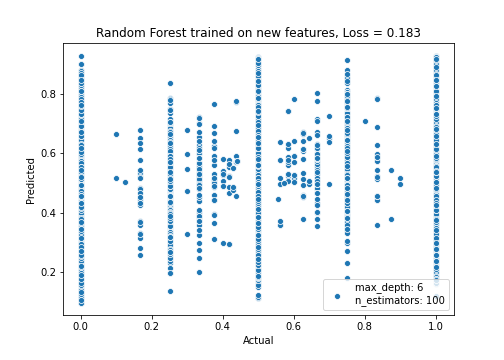 Random Forest trained on new features, Loss = 0.183
Predicted
0.8
0.6
0.4
0.2
max_depth: 6
n_estimators: 100
0.0 0.2 0.4 0.6 0.8 1.0
Actual